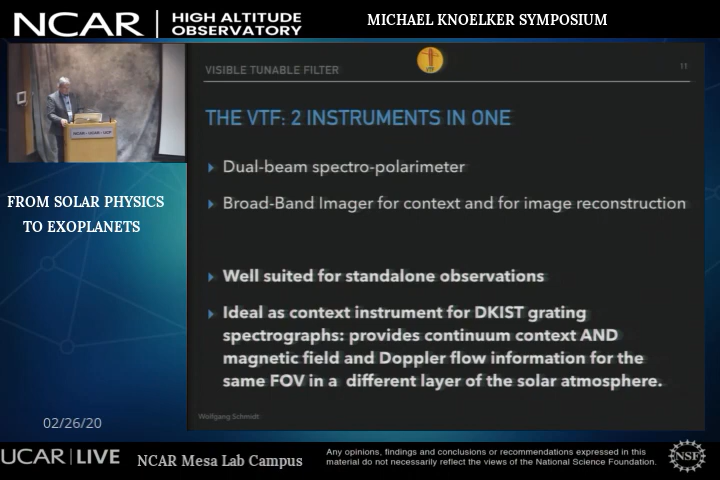 NCAR
HIGH ALTITUDE
OBSERVATORY
MICHAEL KNOELKER SYMPOSIUM
VISIBLE TUNABLE FILTER
VTF
11
THE VTF: 2 INSTRUMENTS IN ONE
Dual-beam spectro-polarimeter
Broad-Band Imager for context and for image reconstruction
Well suited for standalone observations
Ideal as context instrument for DKIST grating
spectrographs: provides continuum context AND
magnetic field and Doppler flow information for the
same FOV in a different layer of the solar atmosphere.
Wolfgang Schmidt
FROM SOLAR PHYSICS
TO EXOPLANETS
02/26/20
UCAR|LIVE
NCAR Mesa Lab Campus
Any opinions, findings and conclusions or recommendations expressed in this
material do not necessarily reflect the views of the National Science Foundation.
NSF